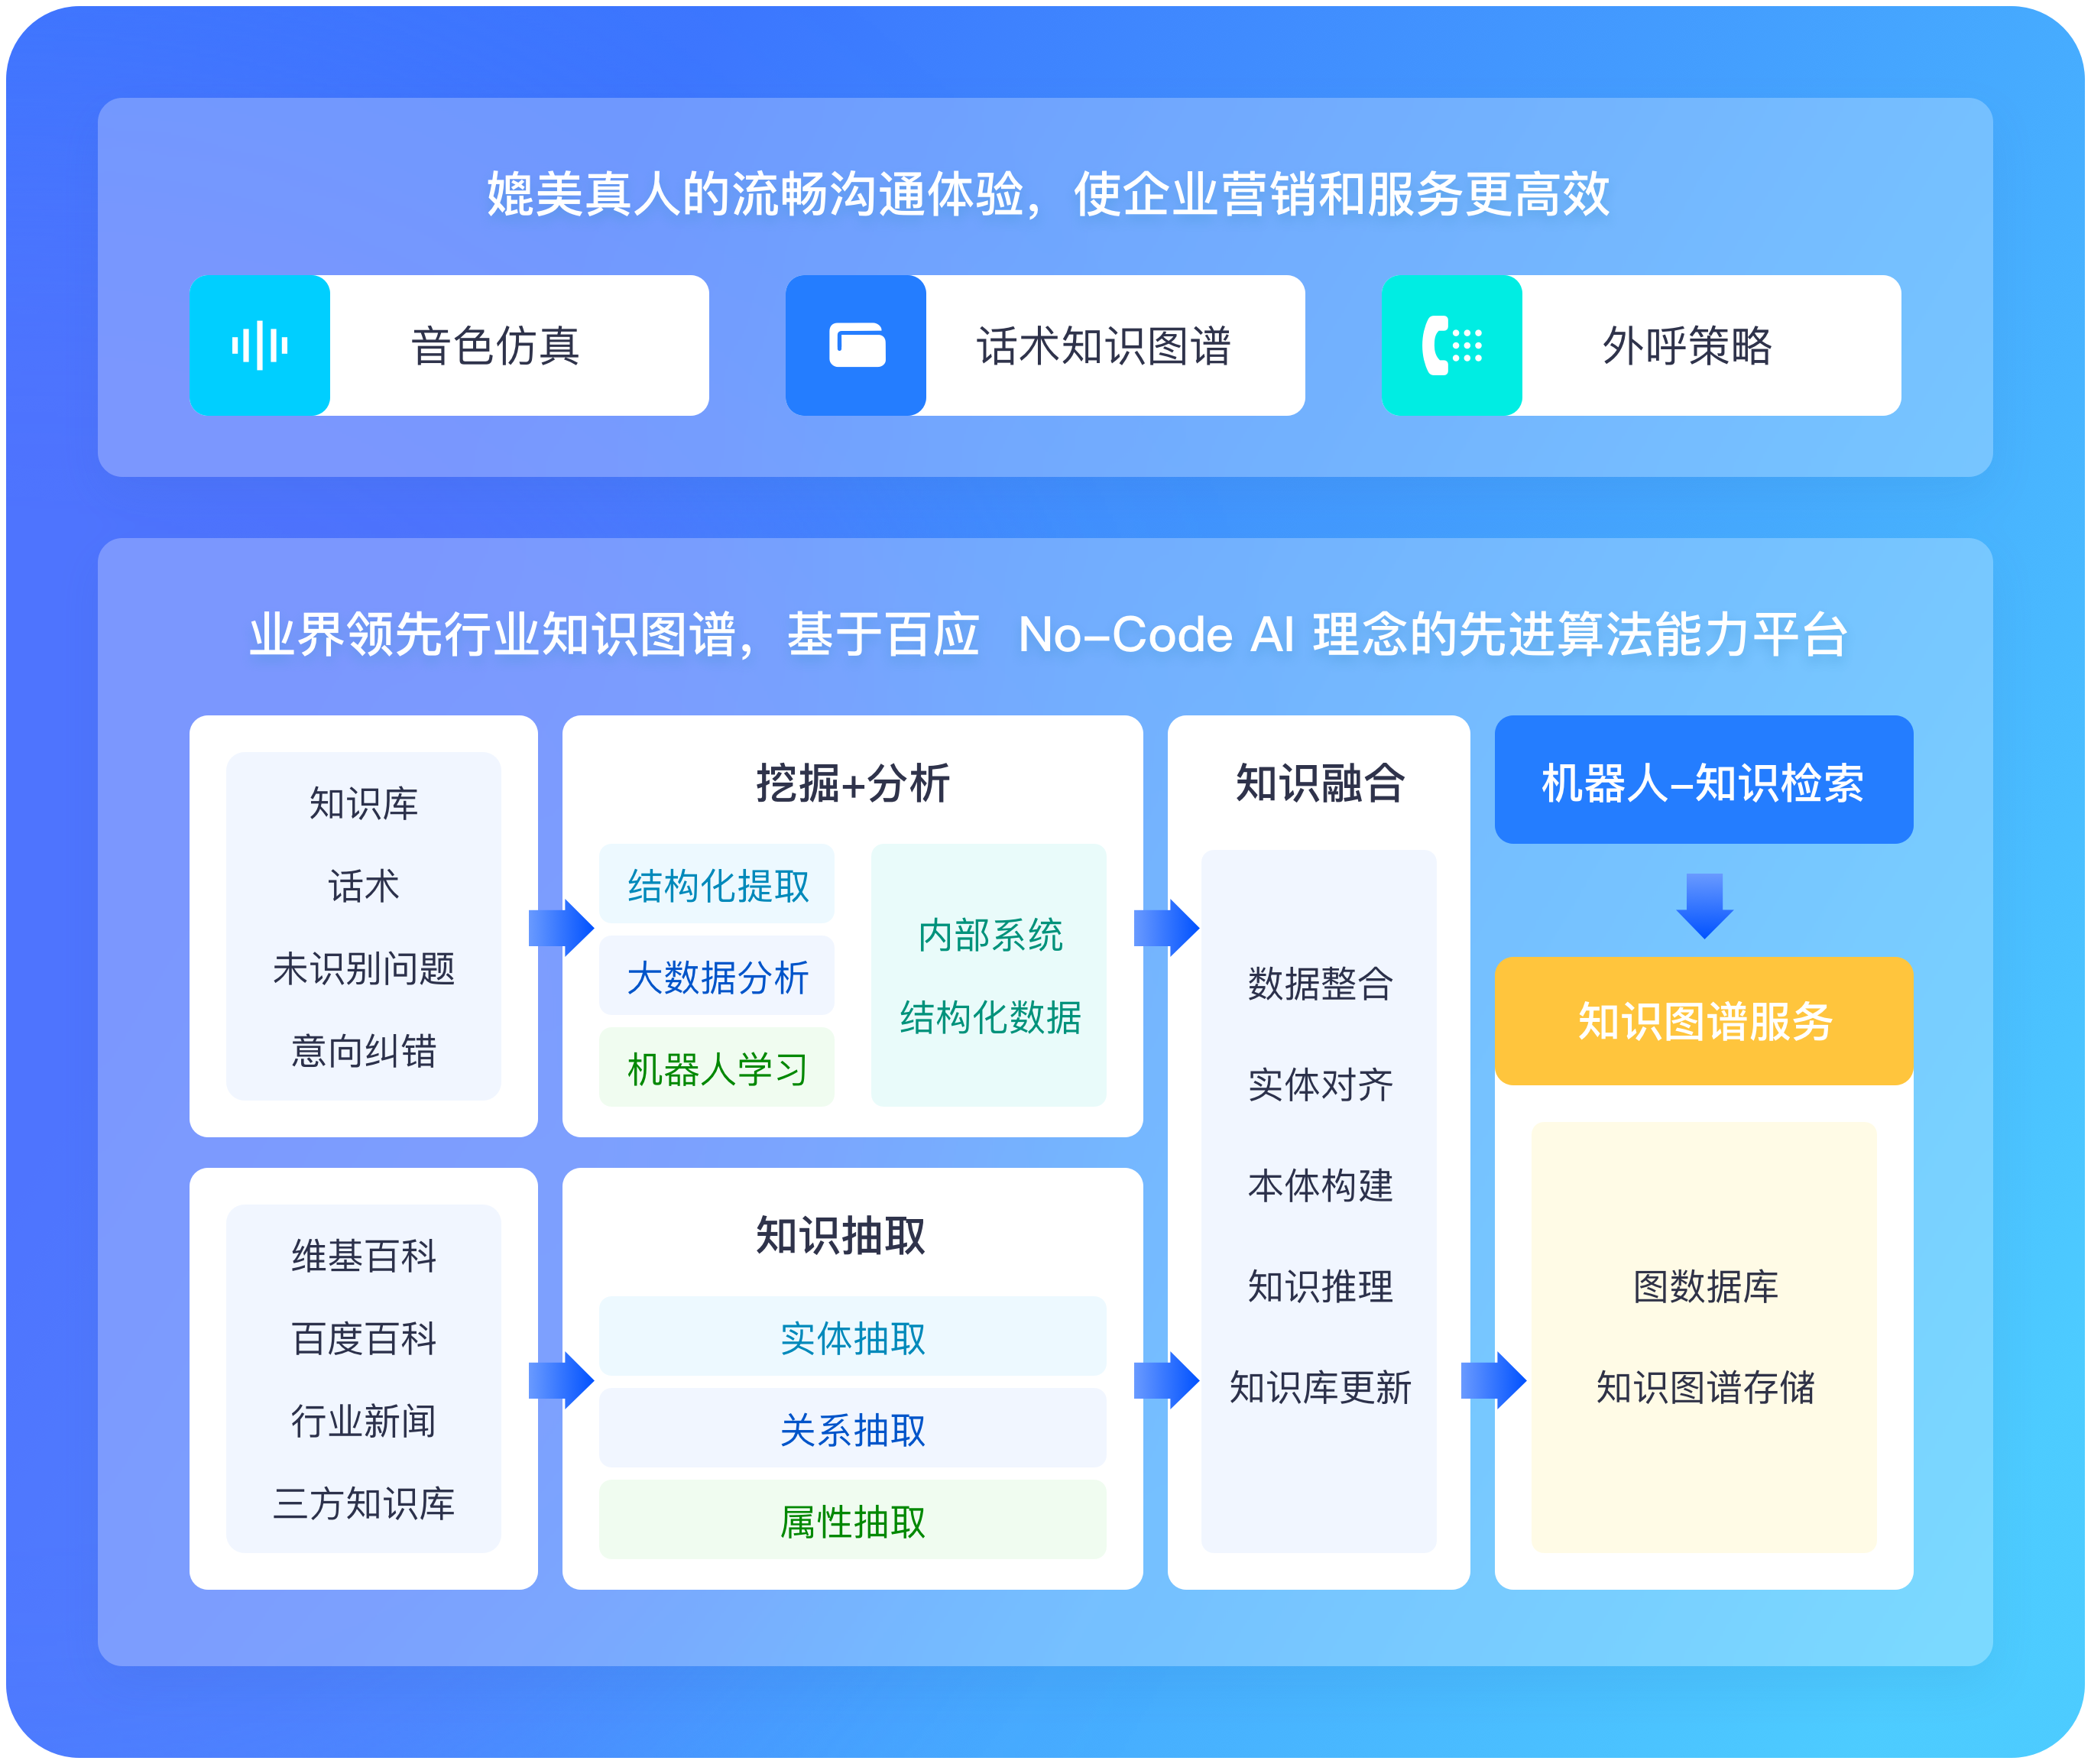 媲美真人的流畅沟通体验，使企业营销和服务更高效
音色仿真
话术知识图谱
外呼策略
业界领先行业知识图谱，基于百应 No-Code AI 理念的先进算法能力平台
知识库
话术
未识别问题
意向纠错
挖掘+分析
结构化提取
大数据分析
机器人学习
内部系统
结构化数据
维基百科
百度百科
行业新闻
三方知识库
知识抽取
实体抽取
关系抽取
属性抽取
知识融合
数据整合
实体对齐
本体构建
知识推理
知识库更新
机器人-知识检索
知识图谱服务
图数据库
知识图谱存储